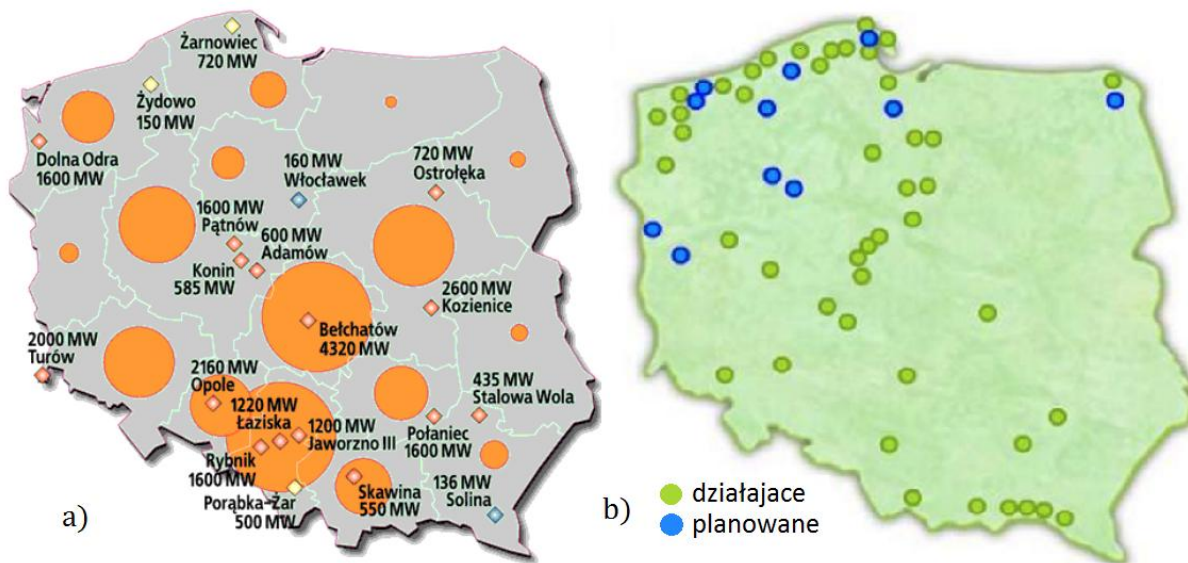 Żarnowiec
720 MW
Żydowo
150 MW
Dolna Odra
1600 MW
160 MW
Włocławek
720 MW
Ostrołęka
1600 MW
Pątnów
600 MW
Adamów
Konin
585 MW
2600 MW
Kozienice
Bełchatów
4320 MW
2000 MW
Turów
2160 MW
Opole
1220 MW
Łaziska
1200 MW
Jaworzno III
435 MW
Stalowa Wola
Połaniec
1600 MW
Rybnik
1600 MW
Porąbka-Żar
500 MW
Skawina
550 MW
136 MW
Solina
a)
b)
działajace
planowane